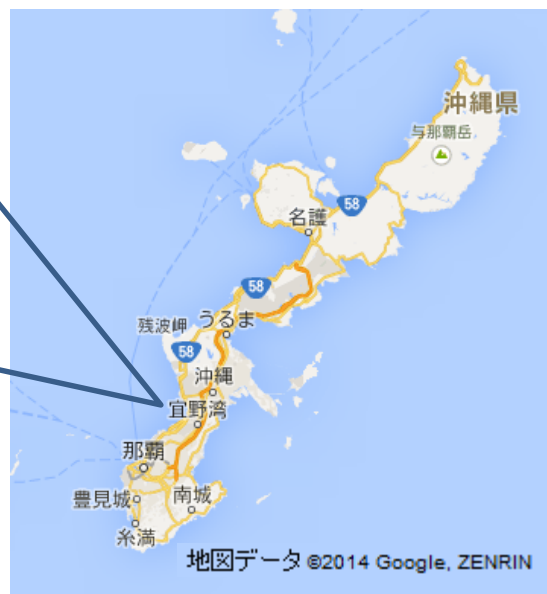 沖縄県
与那覇岳
58
名護
58
残波岬
うるま
58
沖縄
宜野湾
那覇
豊見城
南城
糸満
地図データ ©2014 Google, ZENRIN